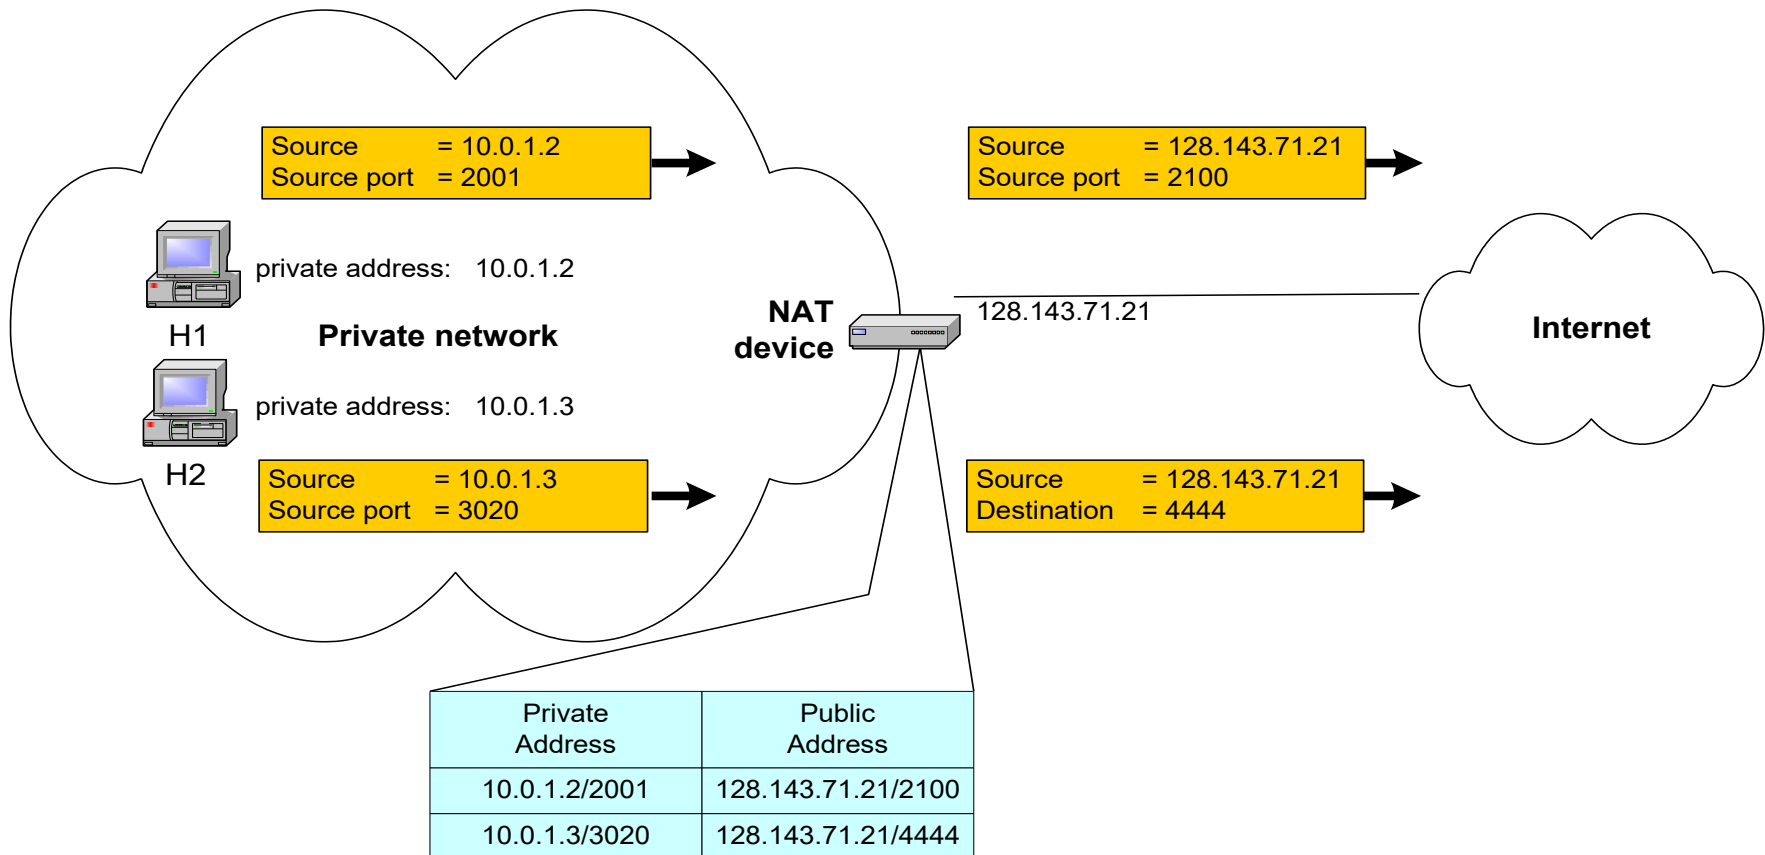 Source = 10.0.1.2
Source port = 2001
Source = 128.143.71.21
Source port = 2100
private address: 10.0.1.2
H1
Private network
NAT
device
128.143.71.21
Internet
private address: 10.0.1.3
H2
Source = 10.0.1.3
Source port = 3020
Source = 128.143.71.21
Destination = 4444
Private
Address
Public
Address
10.0.1.2/2001
128.143.71.21/2100
10.0.1.3/3020
128.143.71.21/4444